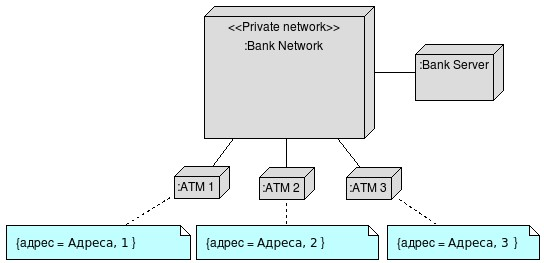 <<Private network>>
:Bank Network
:Bank Server
:ATM 1
:ATM 2
:ATM 3
{адрес = Адреса, 1 }
{адрес = Адреса, 2 }
{адрес = Адреса, 3 }